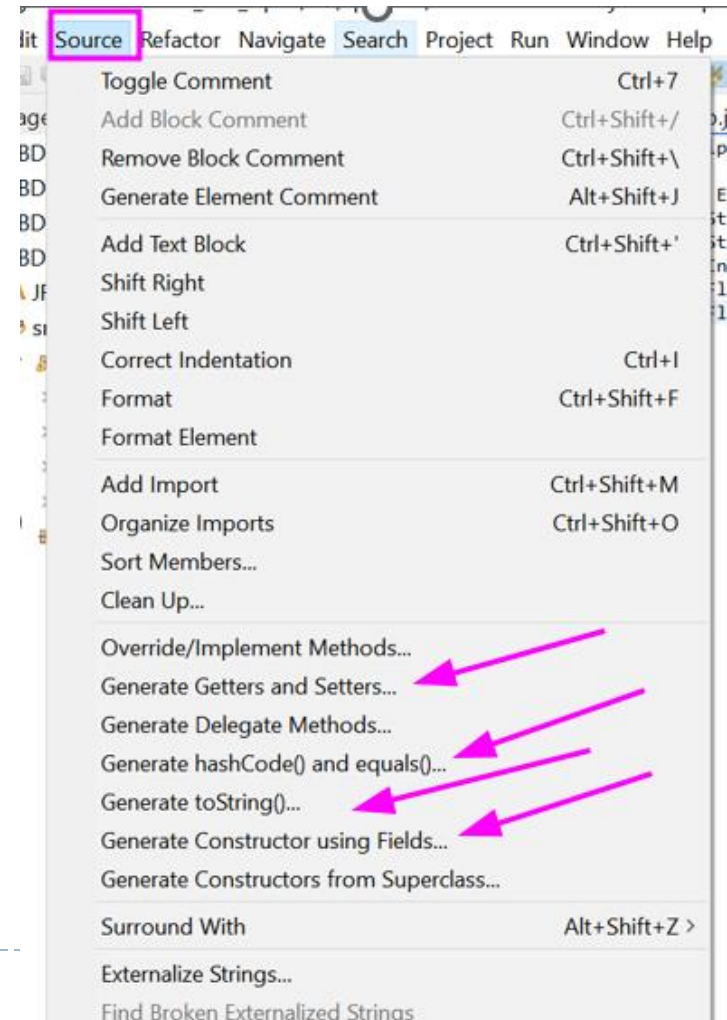 Source Refactor Navigate Search Project Run Window Help
Toggle Comment Ctrl+7
Add Block Comment Ctrl+Shift+/
Remove Block Comment Ctrl+Shift+\
Generate Element Comment Alt+Shift+J
Add Text Block Ctrl+Shift+'
Shift Right
Shift Left
Correct Indentation Ctrl+I
Format Ctrl+Shift+F
Format Element
Add Import Ctrl+Shift+M
Organize Imports Ctrl+Shift+O
Sort Members...
Clean Up...
Override/Implement Methods...
Generate Getters and Setters...
Generate Delegate Methods...
Generate hashCode() and equals()...
Generate toString()...
Generate Constructor using Fields...
Generate Constructors from Superclass...
Surround With Alt+Shift+Z >
Externalize Strings...
Find Broken Externalized Strings